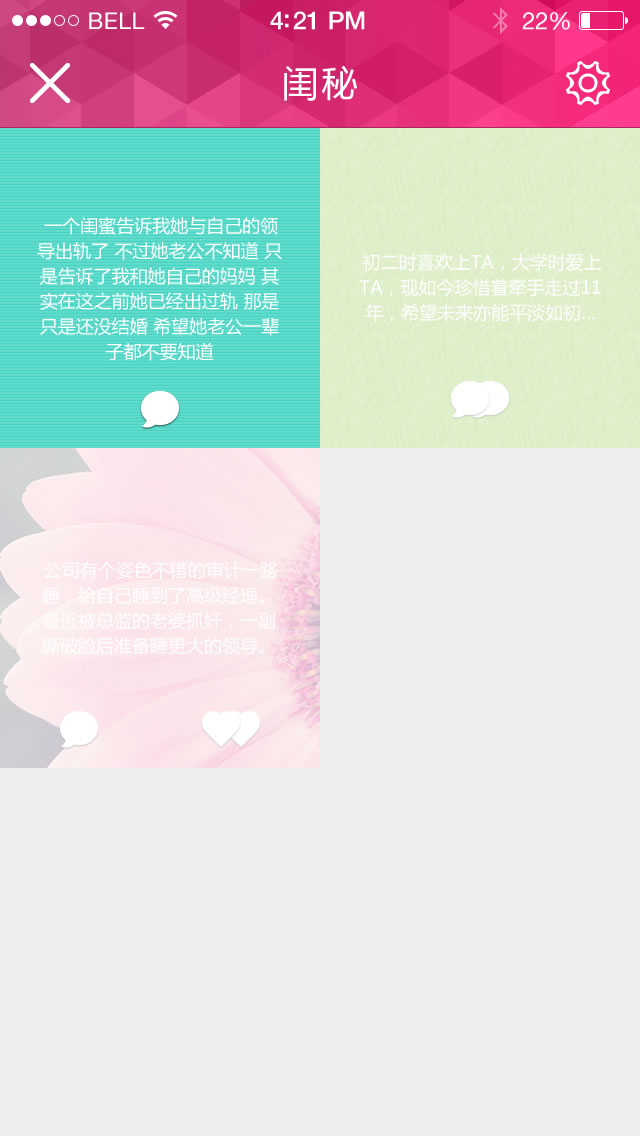 BELL 4:21 PM 22%
闺秘
一个闺蜜告诉我她与自己的领
导出轨了 不过她老公不知道 只
是告诉了我和她自己的妈妈 其
实在这之前她已经出过轨 那是
只是还没结婚 希望她老公一辈
子都不要知道
初二时喜欢上TA，大学时爱上
TA，现如今珍惜着牵手走过11
年，希望未来亦能平淡如初...
公司有个姿色不错的审计一路
睡，给自己睡到了高级经理。
最近被总监的老婆抓奸，一副
撕破脸后准备睡更大的领导。